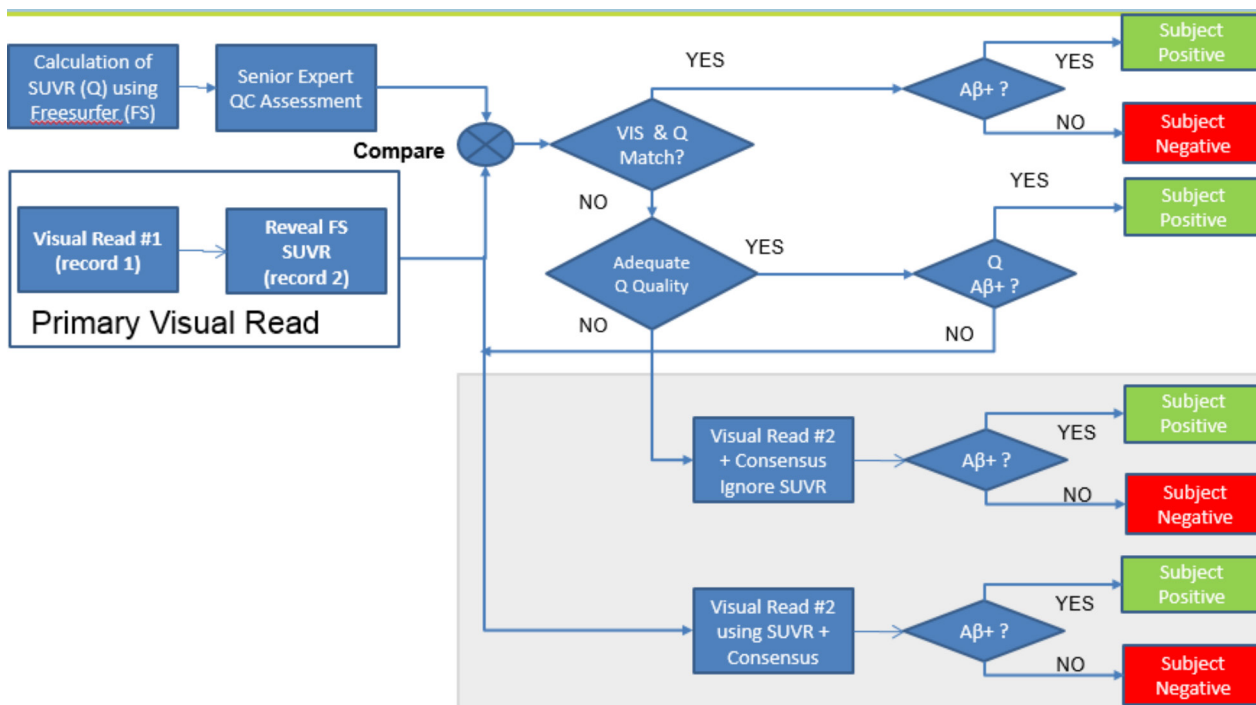 Calculation of
SUVR (Q) using
Freesurfer (FS)
Senior Expert
QC Assessment
Compare
Visual Read #1
(record 1)
Reveal FS
SUVR
(record 2)
Primary Visual Read
VIS & Q
Match?
YES
NO
Aβ+ ?
YES
Subject
Positive
NO
Subject
Negative
Adequate
Q Quality
YES
NO
Q
Aβ+ ?
YES
Subject
Positive
NO
Visual Read #2
+ Consensus
Ignore SUVR
Aβ+ ?
YES
Subject
Positive
NO
Subject
Negative
Visual Read #2
using SUVR +
Consensus
Aβ+ ?
YES
Subject
Positive
NO
Subject
Negative